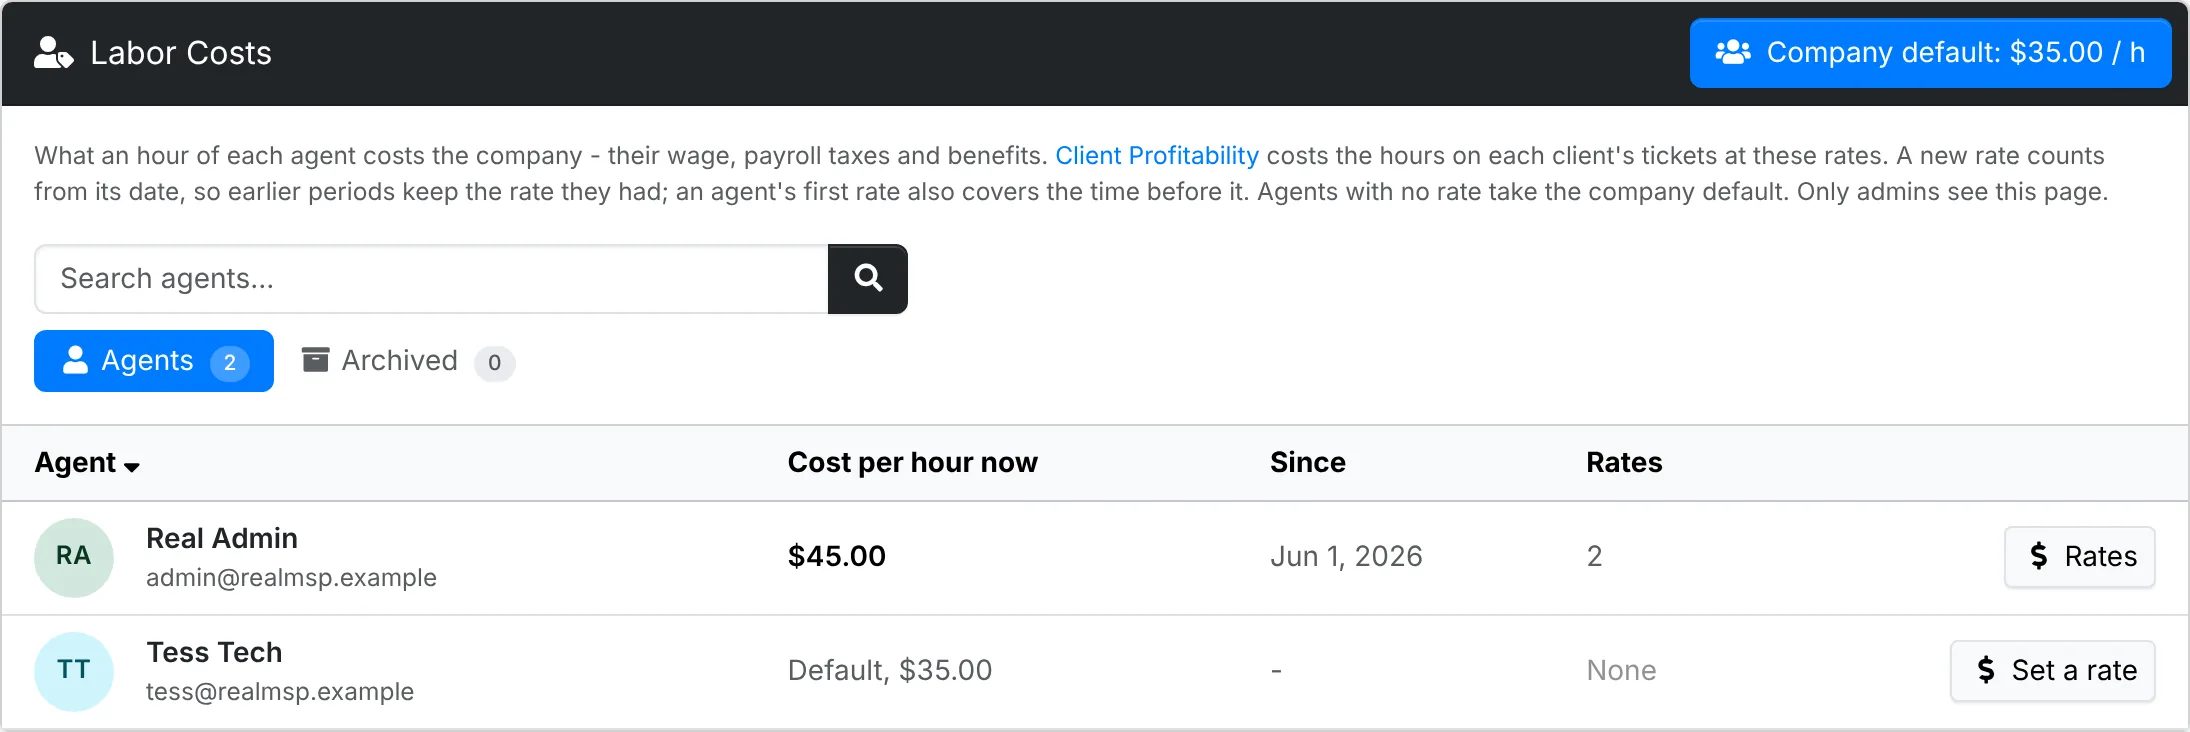 Labor Costs
Company default: $35.00 / h
What an hour of each agent costs the company - their wage, payroll taxes and benefits. Client Profitability costs the hours on each client's tickets at these rates. A new rate counts
from its date, so earlier periods keep the rate they had; an agent's first rate also covers the time before it. Agents with no rate take the company default. Only admins see this page.
Search agents...
Agents 2 Archived 0
Agent Cost per hour now Since Rates
RA Real Admin $45.00 Jun 1, 2026 2 $ Rates
admin@realmsp.example
TT Tess Tech Default, $35.00 - None $ Set a rate
tess@realmsp.example